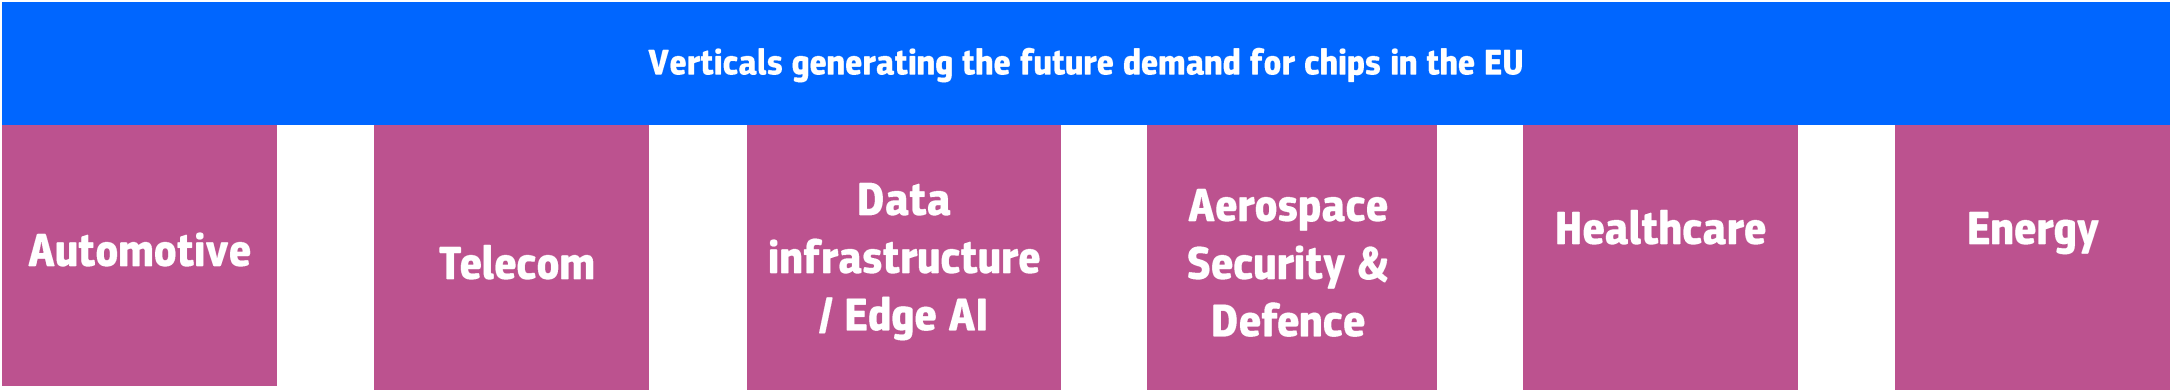 Verticals generating the future demand for chips in the EU
Automotive
Telecom
Data
infrastructure
/ Edge AI
Aerospace
Security &
Defence
Healthcare
Energy